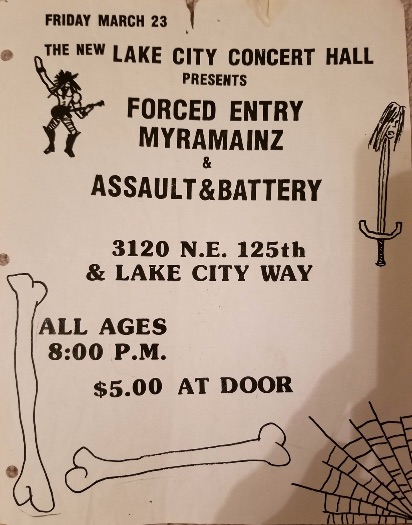 FRIDAY MARCH 23
THE NEW LAKE CITY CONCERT HALL
PRESENTS
FORCED ENTRY
MYRAMAINZ
&
ASSAULT & BATTERY
3120 N.E. 125th
& LAKE CITY WAY
ALL AGES
8:00 P.M.
$5.00 AT DOOR